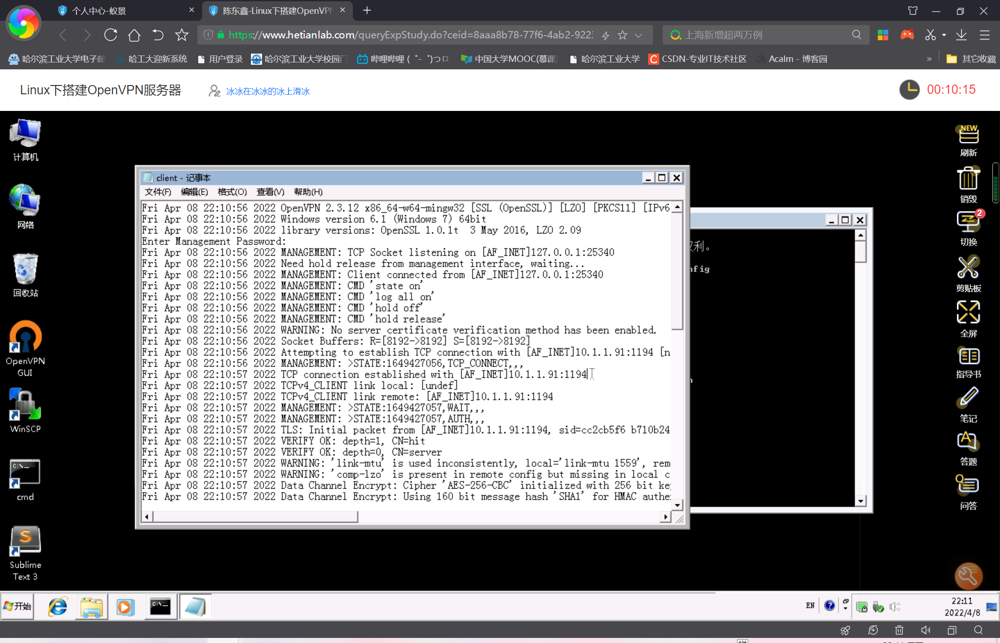 个人中心-蚁景
陈东鑫-Linux下搭建OpenVPN
https://www.hetianlab.com/queryExpStudy.do?ceid=8aaa8b78-77f6-4ab2-922
上海新增超两万例
哈尔滨工业大学电子邮 哈工大迎新系统 用户登录 哈尔滨工业大学校园门 哔哩哔哩 ( ゜- ゜)つロ 中国大学MOOC(慕课) 哈尔滨工业大学 CSDN-专业IT技术社区 Acalm - 博客园 » 其它收藏
Linux下搭建OpenVPN服务器 冰冰在冰冰的冰上滑冰 00:10:15
计算机
网络
回收站
OpenVPN
GUI
WinSCP
cmd
Sublime
Text 3
client - 记事本
文件(F) 编辑(E) 格式(O) 查看(V) 帮助(H)
Fri Apr 08 22:10:56 2022 OpenVPN 2.3.12 x86_64-w64-mingw32 [SSL (OpenSSL)] [LZO] [PKCS11] [IPv6
Fri Apr 08 22:10:56 2022 Windows version 6.1 (Windows 7) 64bit
Fri Apr 08 22:10:56 2022 library versions: OpenSSL 1.0.1t  3 May 2016, LZO 2.09
Enter Management Password:
Fri Apr 08 22:10:56 2022 MANAGEMENT: TCP Socket listening on [AF_INET]127.0.0.1:25340
Fri Apr 08 22:10:56 2022 Need hold release from management interface, waiting...
Fri Apr 08 22:10:56 2022 MANAGEMENT: Client connected from [AF_INET]127.0.0.1:25340
Fri Apr 08 22:10:56 2022 MANAGEMENT: CMD 'state on'
Fri Apr 08 22:10:56 2022 MANAGEMENT: CMD 'log all on'
Fri Apr 08 22:10:56 2022 MANAGEMENT: CMD 'hold off'
Fri Apr 08 22:10:56 2022 MANAGEMENT: CMD 'hold release'
Fri Apr 08 22:10:56 2022 WARNING: No server certificate verification method has been enabled.
Fri Apr 08 22:10:56 2022 Socket Buffers: R=[8192->8192] S=[8192->8192]
Fri Apr 08 22:10:56 2022 Attempting to establish TCP connection with [AF_INET]10.1.1.91:1194 [n
Fri Apr 08 22:10:56 2022 MANAGEMENT: >STATE:1649427056,TCP_CONNECT,,,
Fri Apr 08 22:10:57 2022 TCP connection established with [AF_INET]10.1.1.91:1194
Fri Apr 08 22:10:57 2022 TCPv4_CLIENT link local: [undef]
Fri Apr 08 22:10:57 2022 TCPv4_CLIENT link remote: [AF_INET]10.1.1.91:1194
Fri Apr 08 22:10:57 2022 MANAGEMENT: >STATE:1649427057,WAIT,,,
Fri Apr 08 22:10:57 2022 MANAGEMENT: >STATE:1649427057,AUTH,,,
Fri Apr 08 22:10:57 2022 TLS: Initial packet from [AF_INET]10.1.1.91:1194, sid=cc2cb5f6 b710b24
Fri Apr 08 22:10:57 2022 VERIFY OK: depth=1, CN=hit
Fri Apr 08 22:10:57 2022 VERIFY OK: depth=0, CN=server
Fri Apr 08 22:10:57 2022 WARNING: 'link-mtu' is used inconsistently, local='link-mtu 1559', rem
Fri Apr 08 22:10:57 2022 WARNING: 'comp-lzo' is present in remote config but missing in local c
Fri Apr 08 22:10:57 2022 Data Channel Encrypt: Cipher 'AES-256-CBC' initialized with 256 bit ke
Fri Apr 08 22:10:57 2022 Data Channel Encrypt: Using 160 bit message hash 'SHA1' for HMAC authe
利。
nfig
n
NEW
刷新
销毁
2
切换
剪贴板
全屏
指导书
笔记
答题
问答
开始
EN
22:11
2022/4/8